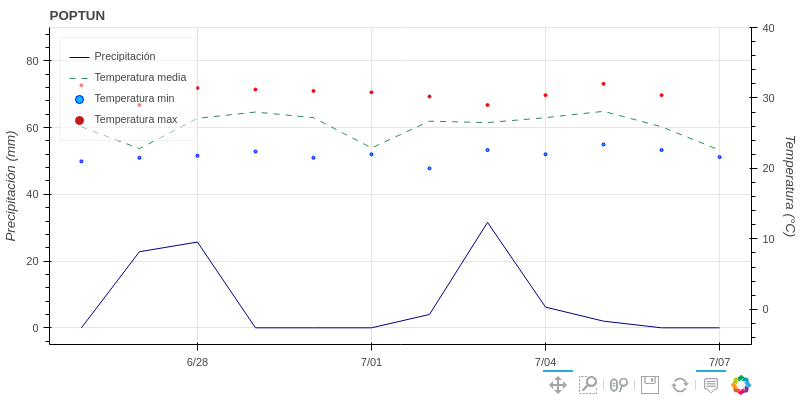 POPTUN
Precipitación
Temperatura media
Temperatura min
Temperatura max
80
60
40
20
0
Precipitación (mm)
40
30
20
10
0
Temperatura (°C)
6/28
7/01
7/04
7/07